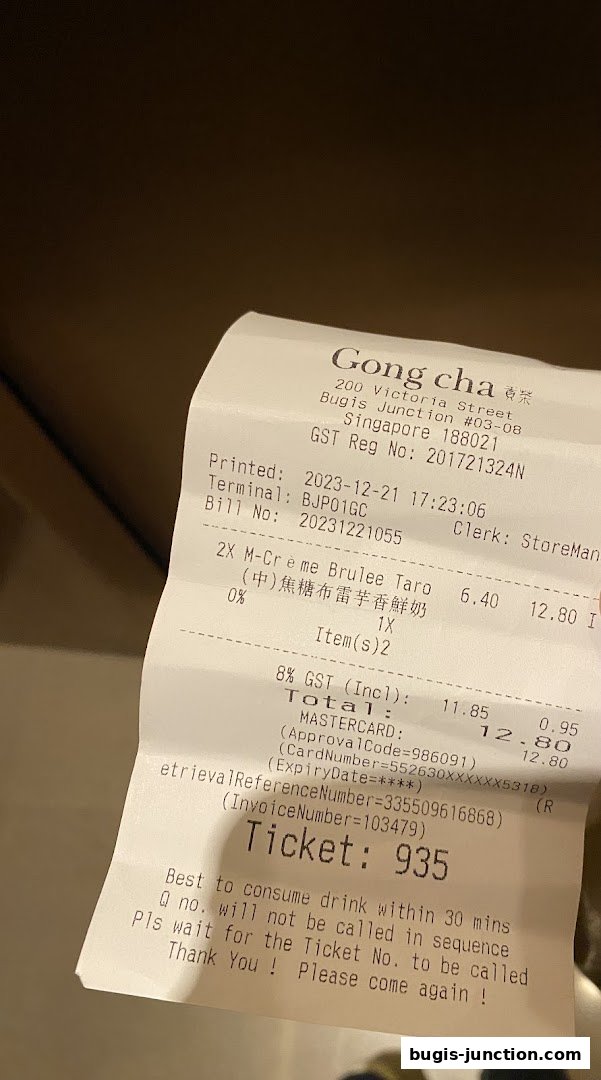 Gong cha 貢茶
200 Victoria Street
Bugis Junction #03-08
Singapore 188021
GST Reg No: 201721324N
Printed: 2023-12-21 17:23:06
Terminal: BJP01GC Clerk: StoreMan
Bill No: 20231221055
2X M-Crème Brulee Taro 6.40 12.80 I
(中)焦糖布雷芋香鮮奶
0% 1X
Item(s)2
8% GST (Incl): 11.85 0.95
Total: 12.80
MASTERCARD: 12.80
(ApprovalCode=986091)
(CardNumber=552630XXXXXX5318)
(ExpiryDate=****) (R
etrievalReferenceNumber=335509616868)
(InvoiceNumber=103479)
Ticket: 935
Best to consume drink within 30 mins
Q no. will not be called in sequence
Pls wait for the Ticket No. to be called
Thank You ! Please come again !
bugis-junction.com